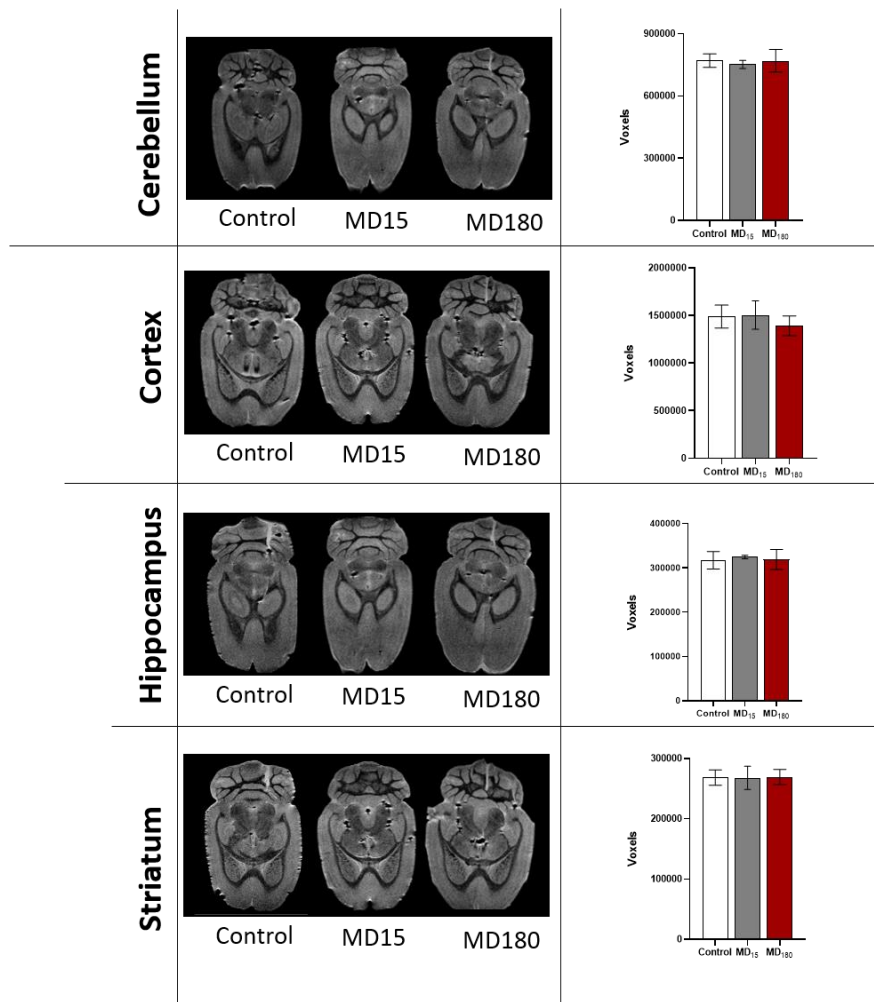 Cerebellum
Control MD15 MD180
Voxels
900000
600000
300000
0
Control MD₁₅ MD₁₈₀
Cortex
Control MD15 MD180
Voxels
2000000
1500000
1000000
500000
0
Control MD₁₅ MD₁₈₀
Hippocampus
Control MD15 MD180
Voxels
400000
300000
200000
100000
0
Control MD₁₅ MD₁₈₀
Striatum
Control MD15 MD180
Voxels
300000
200000
100000
0
Control MD₁₅ MD₁₈₀